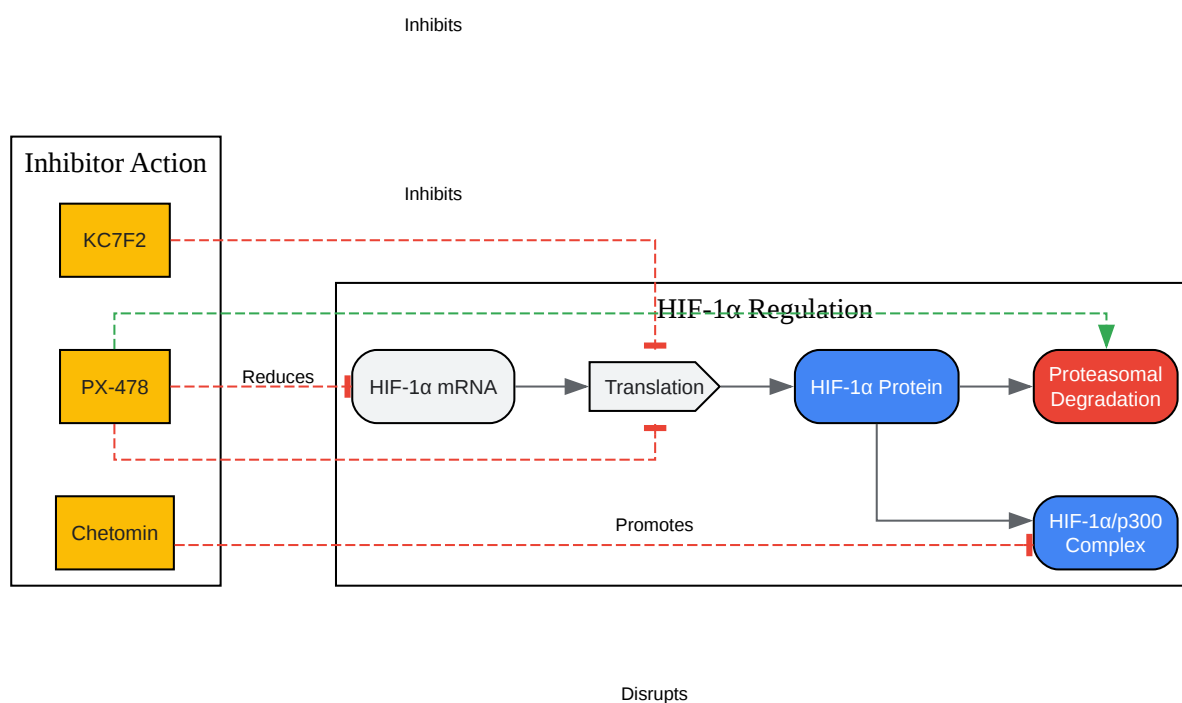 Inhibits
Inhibitor Action
Inhibits
KC7F2
HIF-1α Regulation
PX-478
Reduces
HIF-1α mRNA
Translation
HIF-1α Protein
Proteasomal
Degradation
Chetomin
Promotes
HIF-1α/p300
Complex
Disrupts